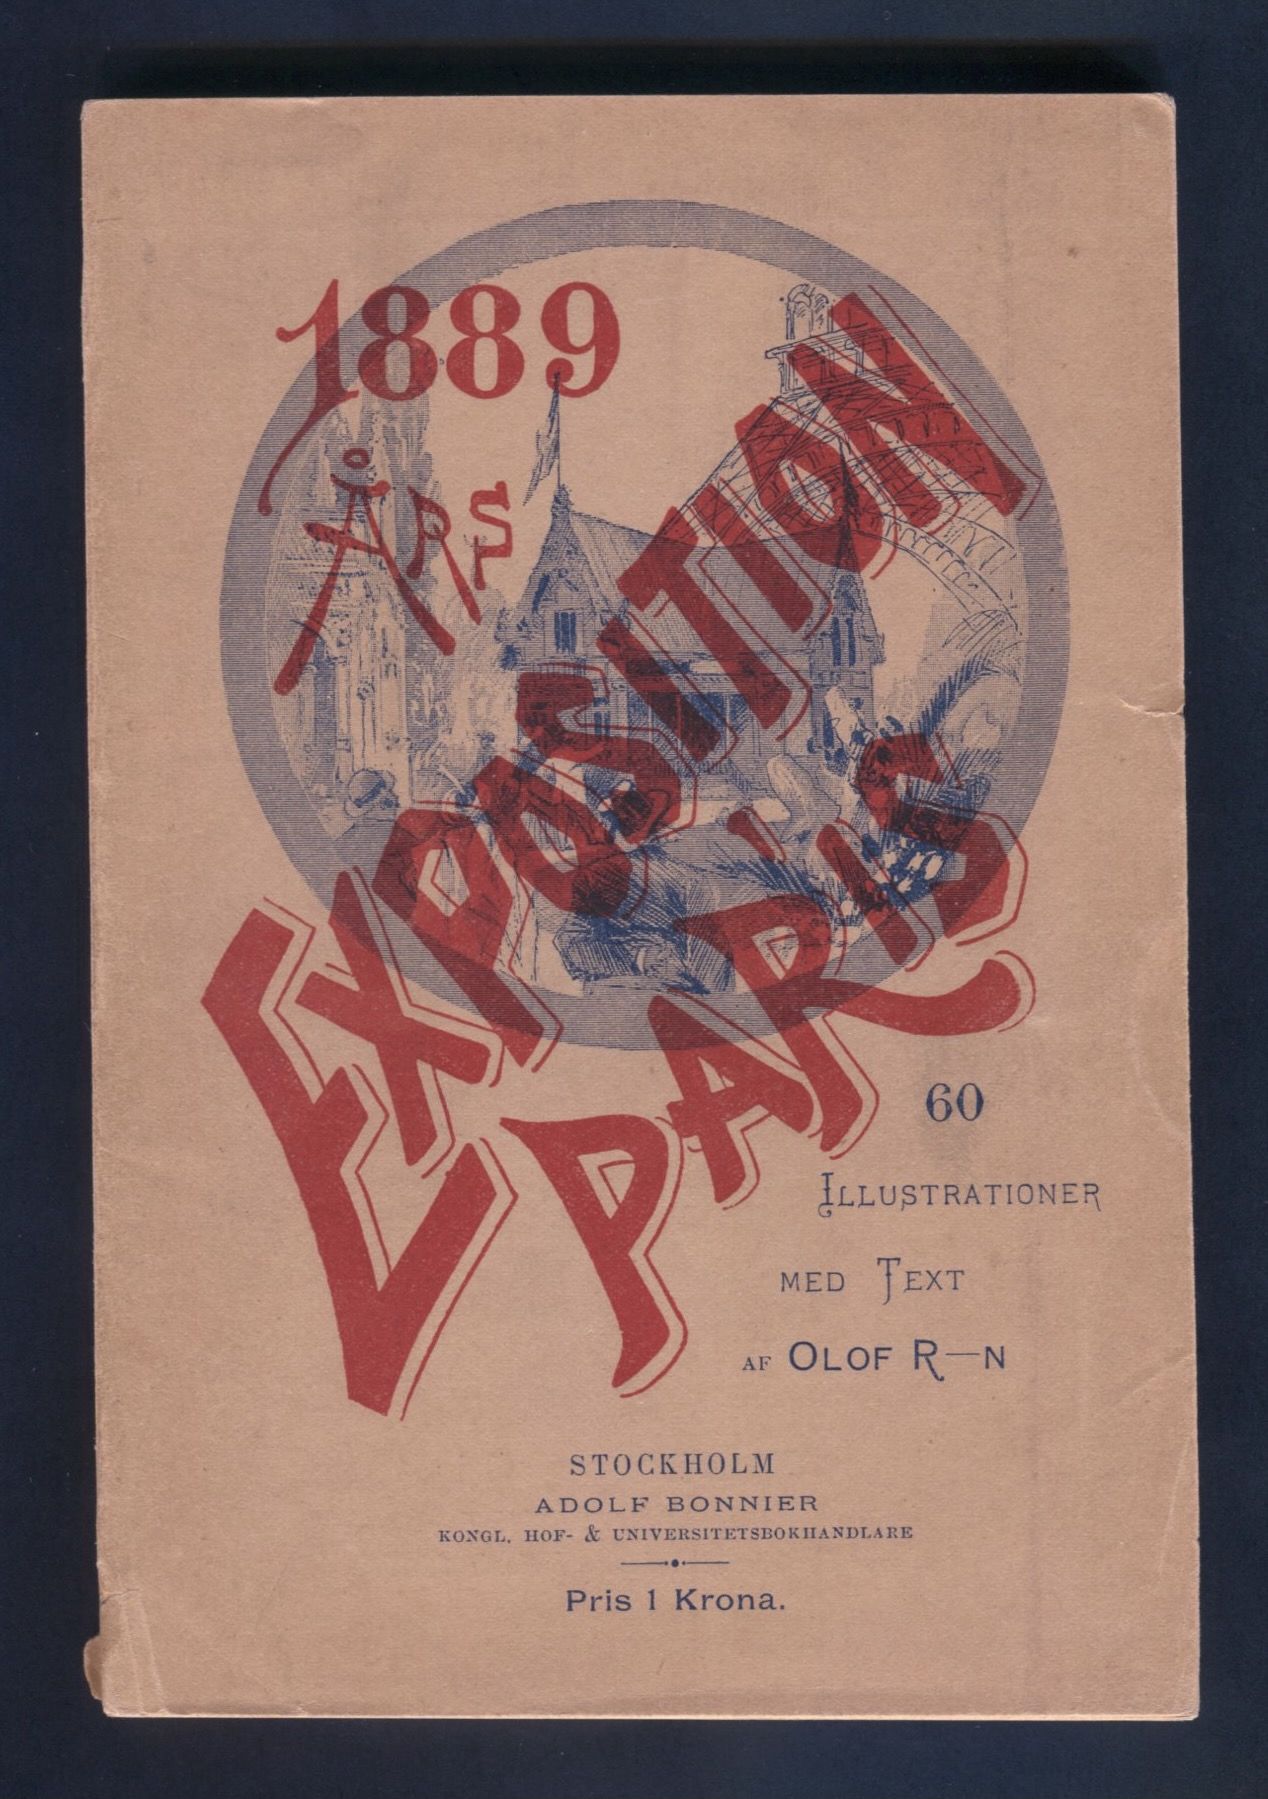 1889
ÅRS
EXPOSITION
I PARIS
60
ILLUSTRATIONER
MED TEXT
AF OLOF R—N
STOCKHOLM
ADOLF BONNIER
KONGL. HOF- & UNIVERSITETSBOKHANDLARE
Pris 1 Krona.